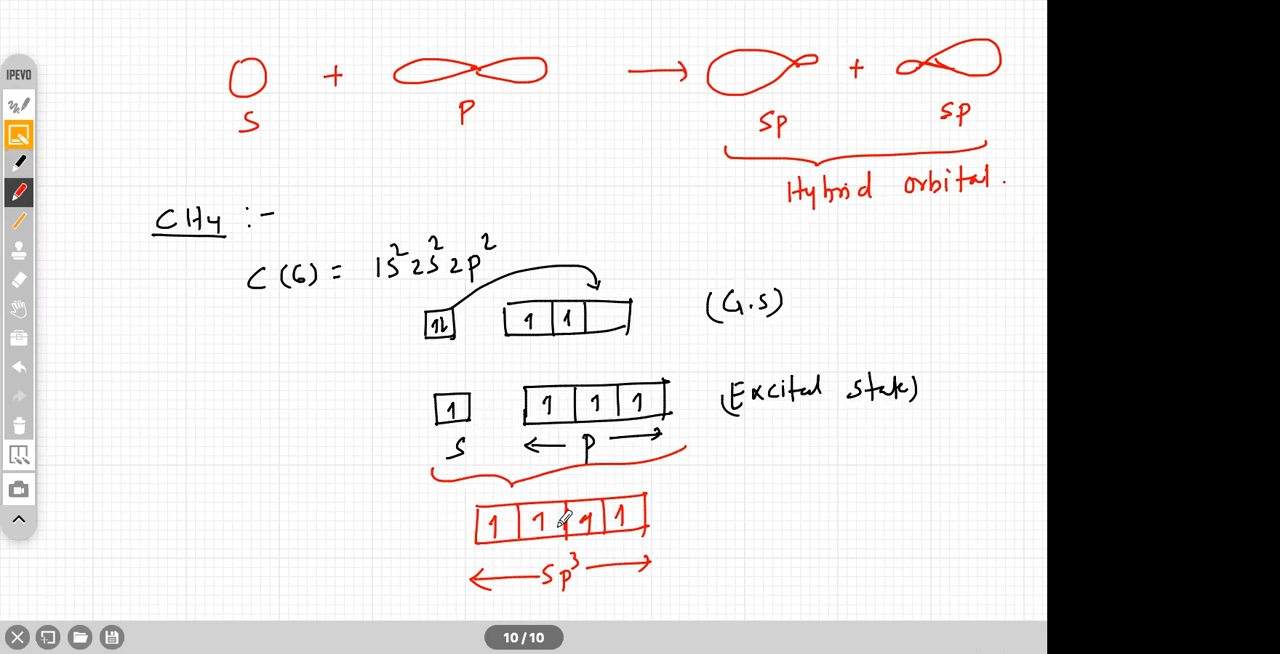 IPEVO
+ → +
S P SP SP
Hybrid orbital.
CH4 :-
C (6) = 1S² 2S² 2P²
1L 1 1 (G.S)
1 1 1 1 (Excital state)
S ← P →
1 1 1 1
← SP³ →
10/10